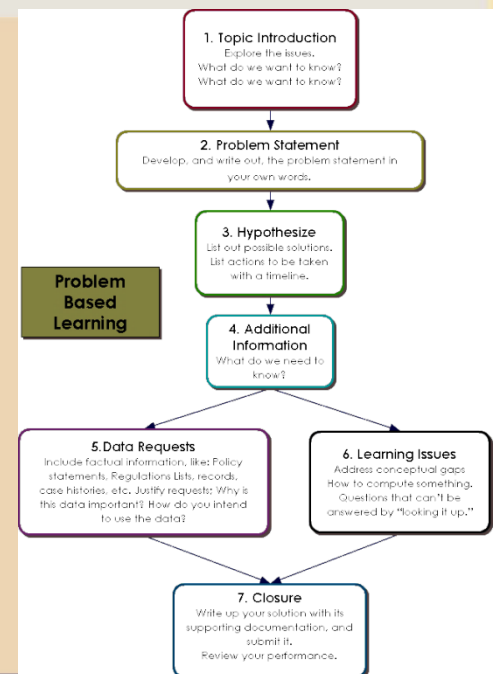 1. Topic Introduction
Explore the issues.
What do we want to know?
What do we want to know?
2. Problem Statement
Develop, and write out, the problem statement in
your own words.
3. Hypothesize
List out possible solutions.
List actions to be taken
with a timeline.
Problem
Based
Learning
4. Additional
Information
What do we need to
know?
5.Data Requests
Include factual information, like: Policy
statements, Regulations Lists, records,
case histories, etc. Justify requests: Why is
this data important? How do you intend
to use the data?
6. Learning Issues
Address conceptual gaps
How to compute something.
Questions that can't be
answered by "looking it up."
7. Closure
Write up your solution with its
supporting documentation, and
submit it.
Review your performance.